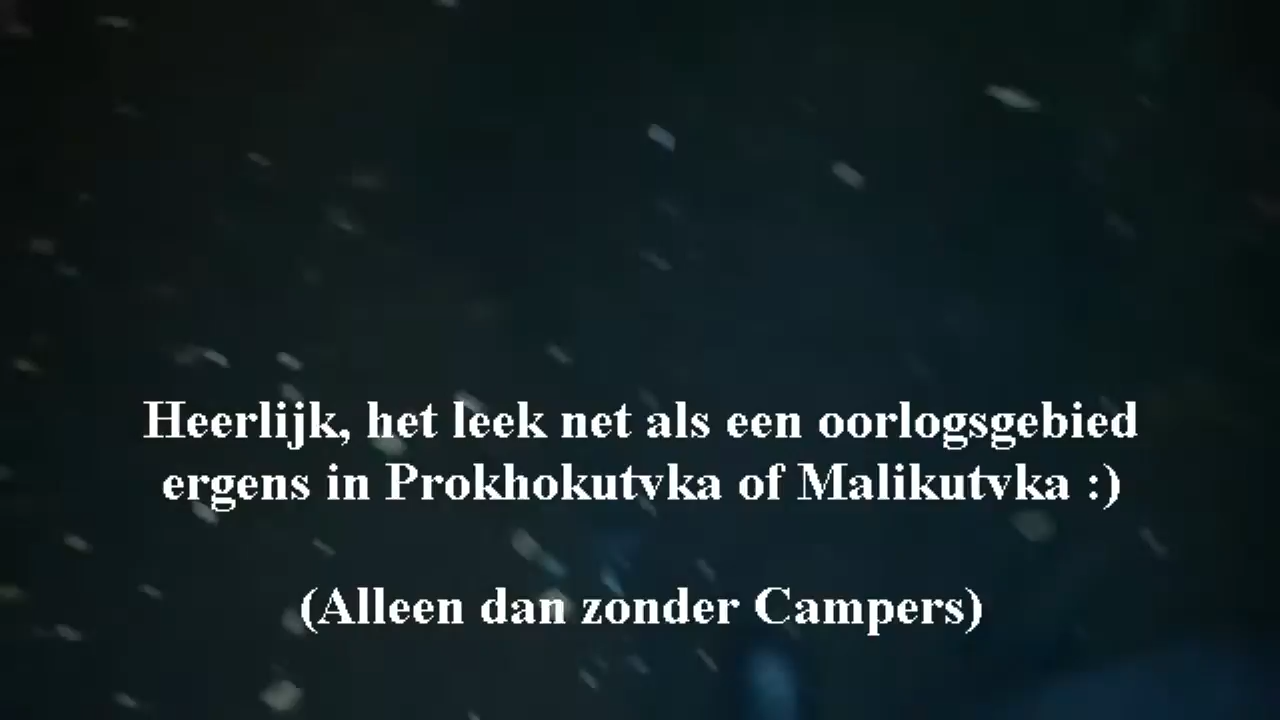 Heerlijk, het leek net als een oorlogsgebied
ergens in Prokhokutvka of Malikutvka :)
(Alleen dan zonder Campers)